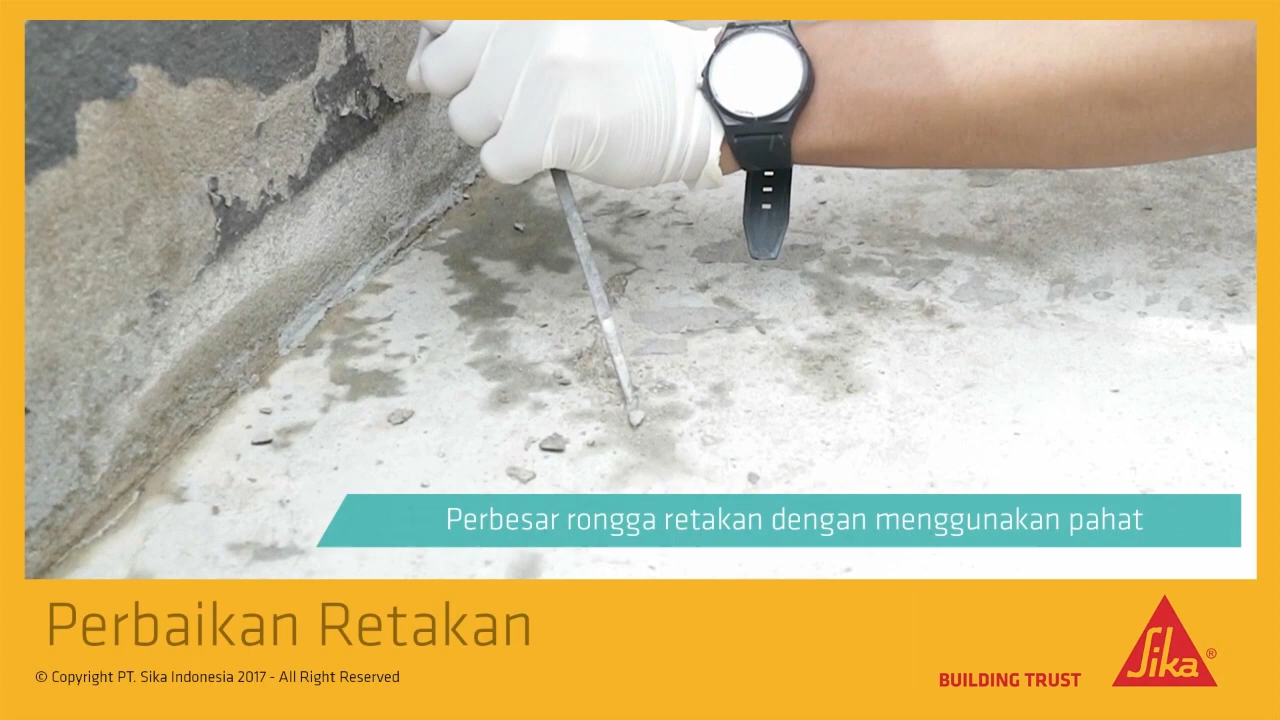 Perbesar rongga retakan dengan menggunakan pahat
Perbaikan Retakan
© Copyright PT. Sika Indonesia 2017 - All Right Reserved
BUILDING TRUST
Sika®